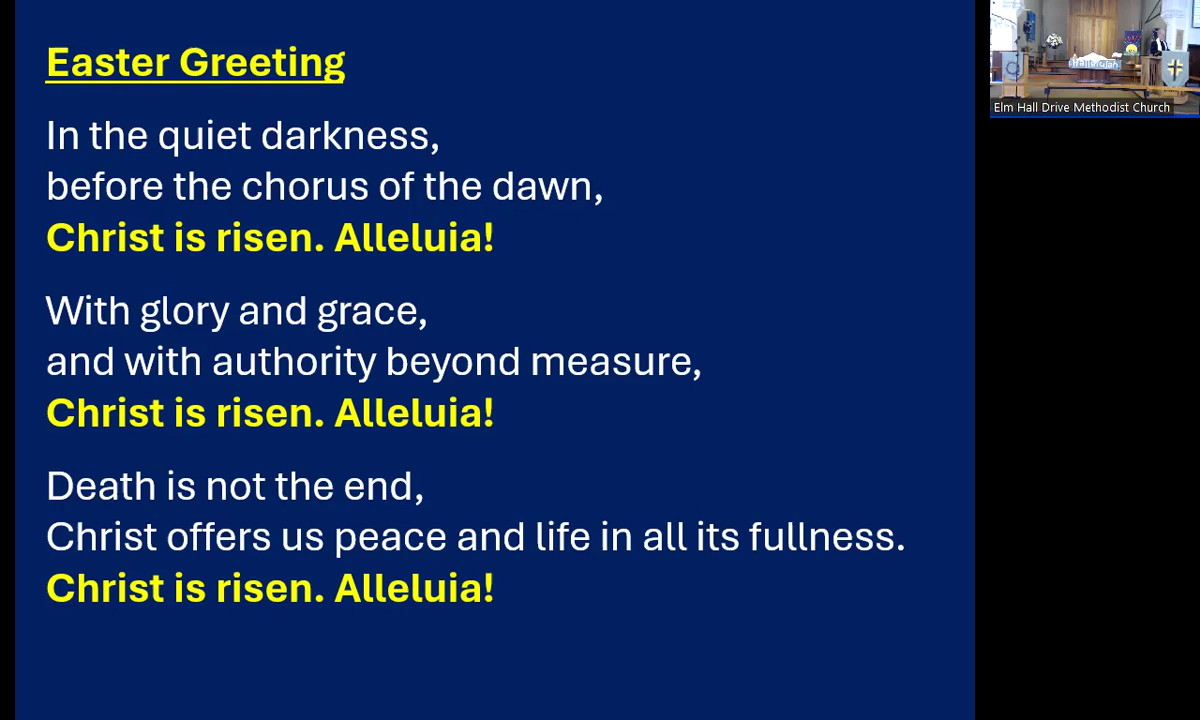 Easter Greeting
In the quiet darkness,
before the chorus of the dawn,
Christ is risen. Alleluia!
With glory and grace,
and with authority beyond measure,
Christ is risen. Alleluia!
Death is not the end,
Christ offers us peace and life in all its fullness.
Christ is risen. Alleluia!
Elm Hall Drive Methodist Church